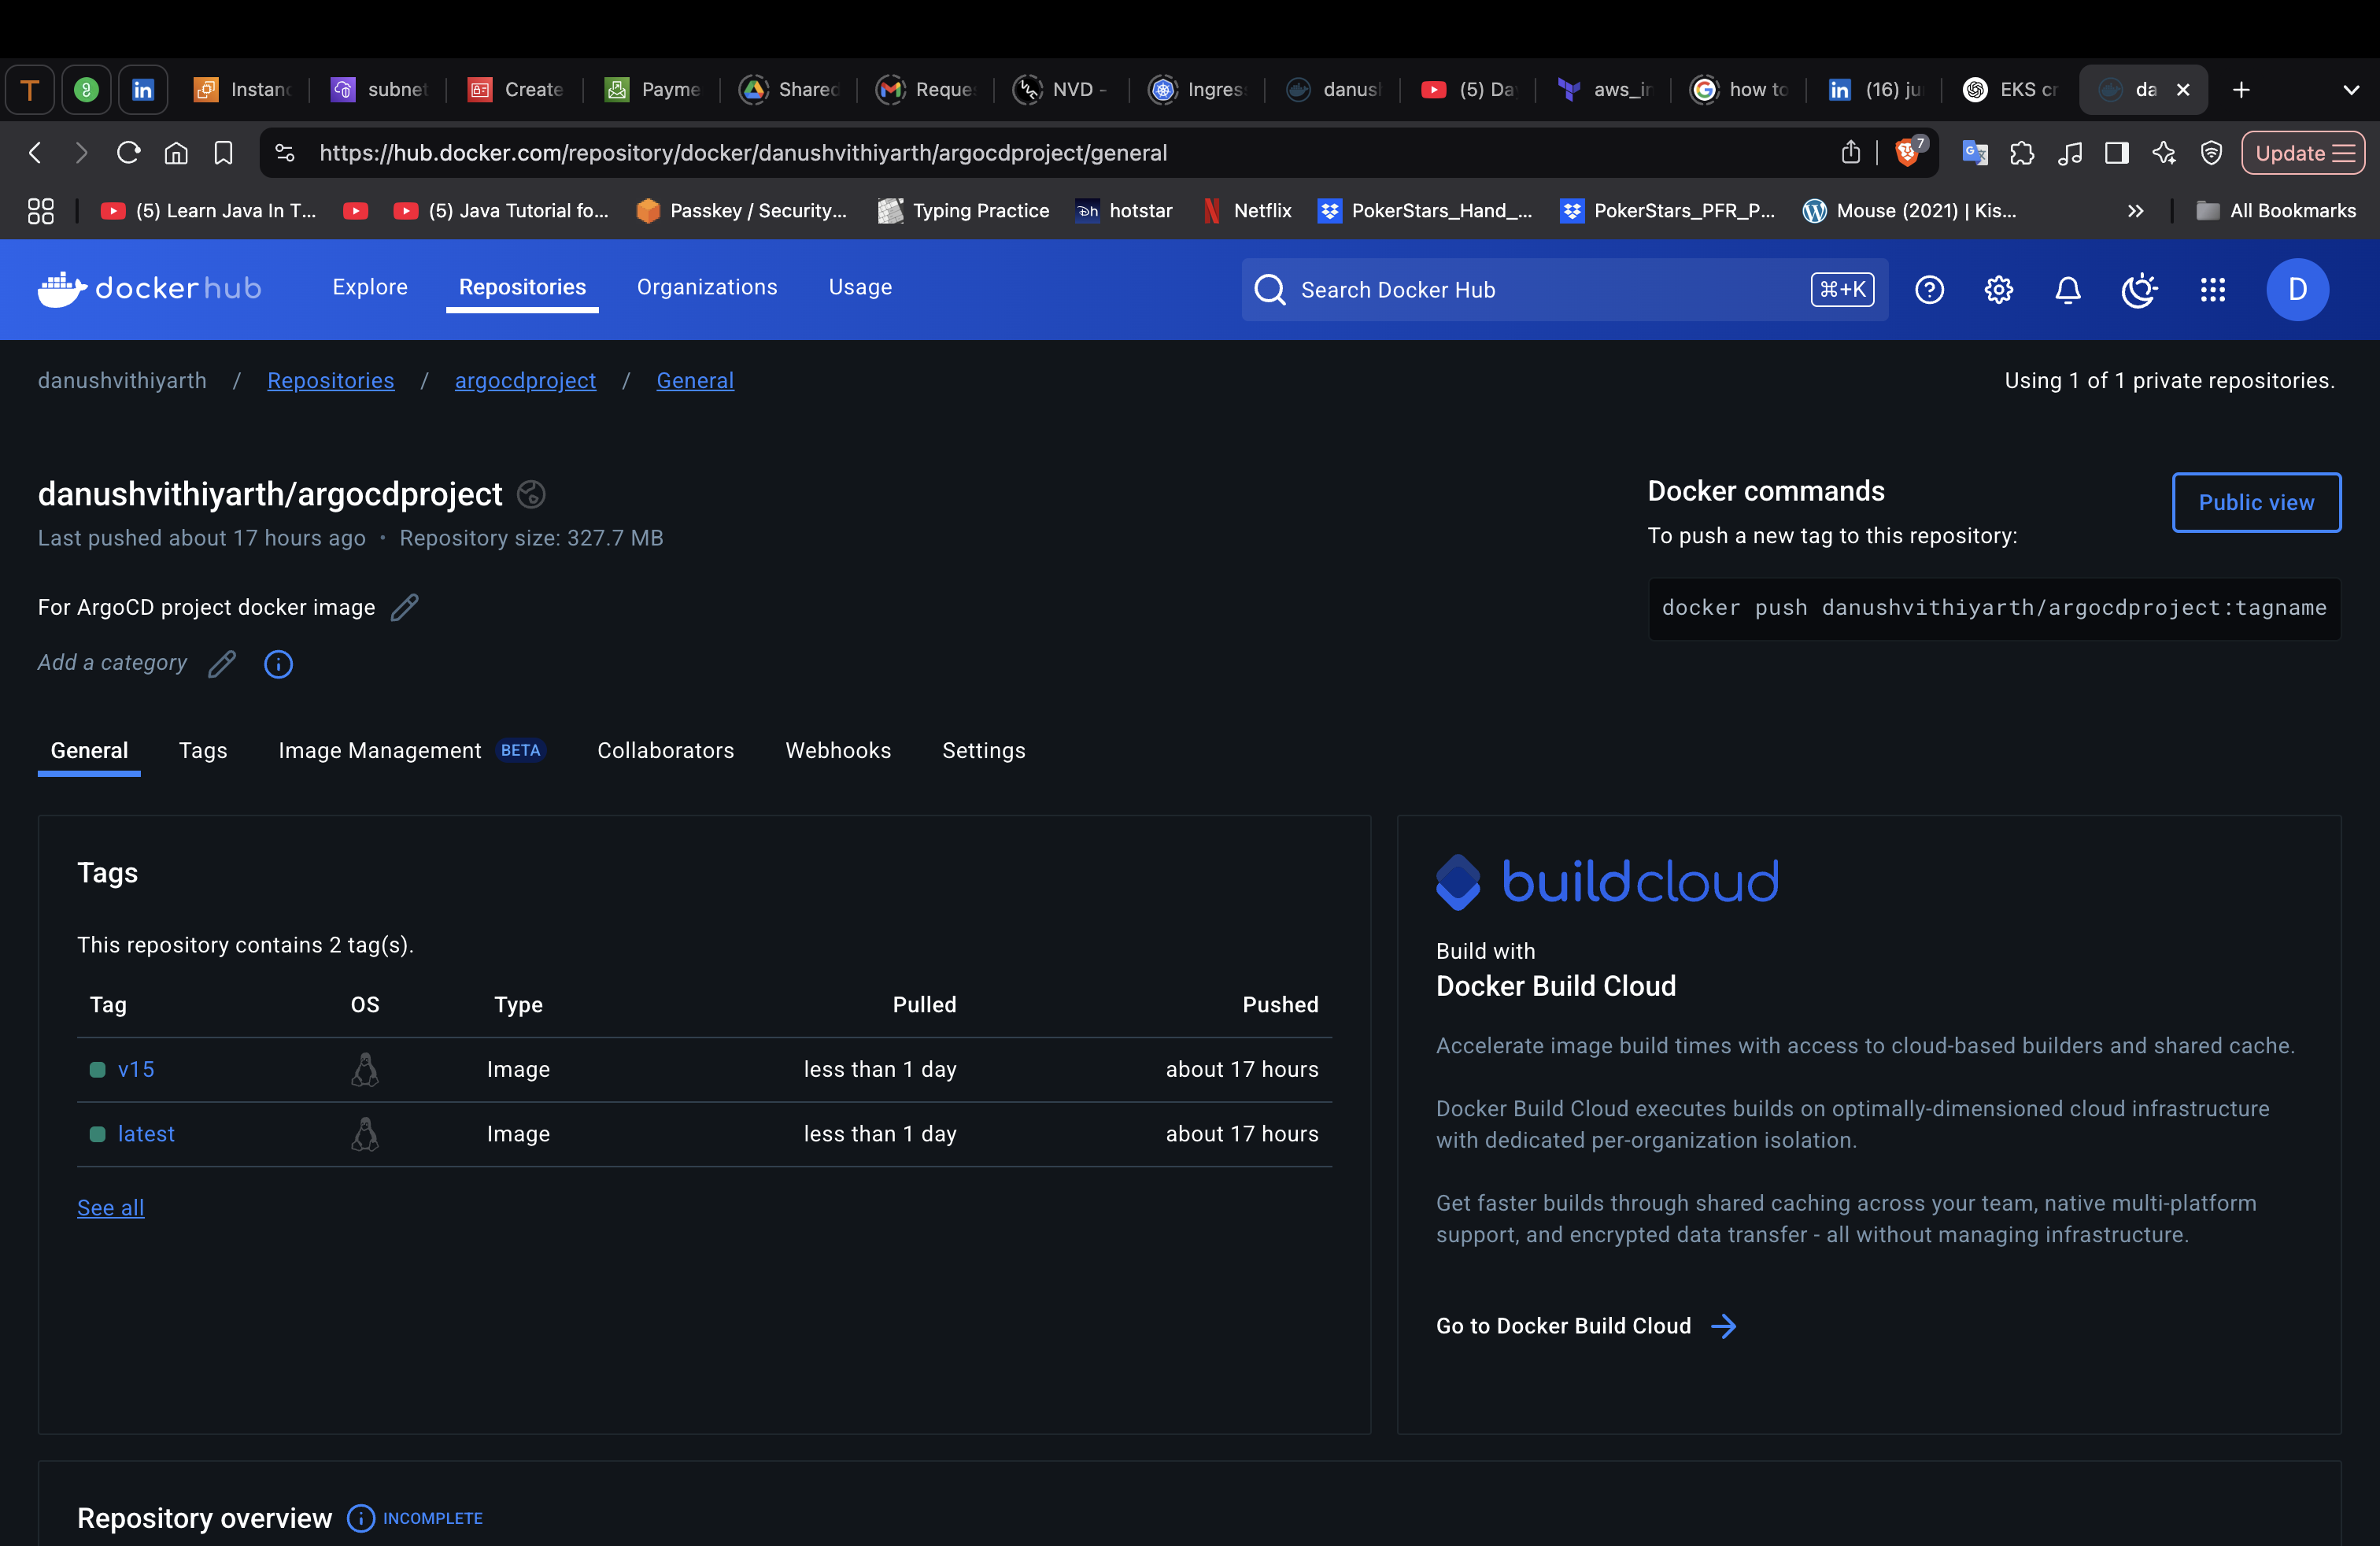 Instanc
subnet
Create
Payme
Shared
Reques
NVD -
Ingress
danush
(5) Da
aws_in
how to
(16) ju
EKS cr
da
https://hub.docker.com/repository/docker/danushvithiyarth/argocdproject/general
7
Update
(5) Learn Java In T...
(5) Java Tutorial fo...
Passkey / Security...
Typing Practice
hotstar
Netflix
PokerStars_Hand_...
PokerStars_PFR_P...
Mouse (2021) | Kis...
All Bookmarks
dockerhub
Explore
Repositories
Organizations
Usage
Search Docker Hub
⌘+K
D
danushvithiyarth / Repositories / argocdproject / General
Using 1 of 1 private repositories.
danushvithiyarth/argocdproject
Last pushed about 17 hours ago • Repository size: 327.7 MB
For ArgoCD project docker image
Add a category
Docker commands
Public view
To push a new tag to this repository:
docker push danushvithiyarth/argocdproject:tagname
General
Tags
Image Management BETA
Collaborators
Webhooks
Settings
Tags
This repository contains 2 tag(s).
Tag OS Type Pulled Pushed
v15 Image less than 1 day about 17 hours
latest Image less than 1 day about 17 hours
See all
buildcloud
Build with
Docker Build Cloud
Accelerate image build times with access to cloud-based builders and shared cache.
Docker Build Cloud executes builds on optimally-dimensioned cloud infrastructure
with dedicated per-organization isolation.
Get faster builds through shared caching across your team, native multi-platform
support, and encrypted data transfer - all without managing infrastructure.
Go to Docker Build Cloud
Repository overview INCOMPLETE